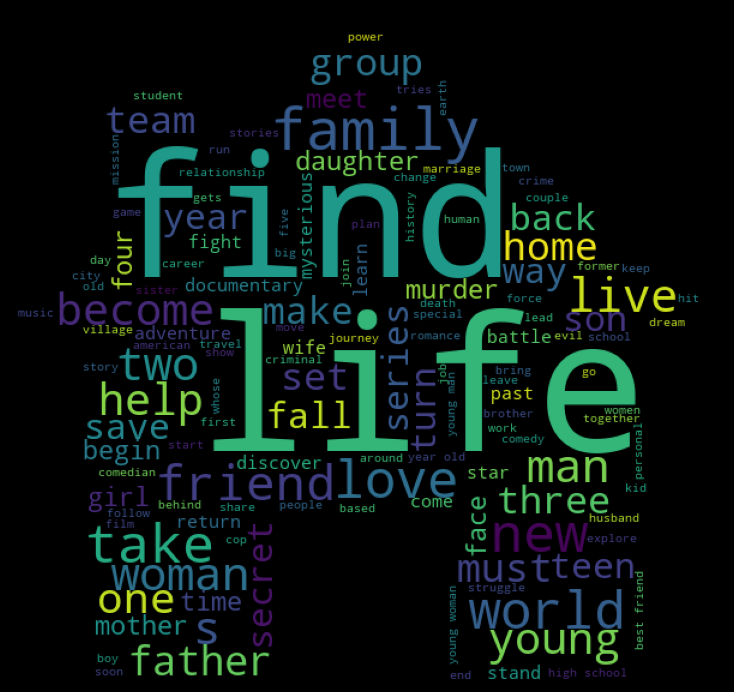 power
group
tries
earth
student
meet
team
family
stories
mission
run
daughter
marriage
town
relationship
change
crime
find
gets
couple
human
game
year
five
mysterious
history
plan
back
fight
big
home
four
day
career
join
learn
former
keep
city
documentary
way
old
sister
murder
live
hit
become
make
death
force
son
music
special
lead
dream
village
adventure
move
series
turn
romance
battle
evil
school
american
travel
show
wife
journey
life
two
criminal
story
set
job
bring
go
whose
young man
leave
past
help
fall
brother
women
together
first
save
work
comedy
personal
start
begin
discover
around
year old
man
comedian
friend
love
star
kid
girl
behind
share
people
based
come
three
husband
follow
film
return
face
new
explore
take
cop
secret
woman
must
teen
struggle
one
time
world
best friend
mother
s
young woman
young
boy
father
soon
end
stand
high school